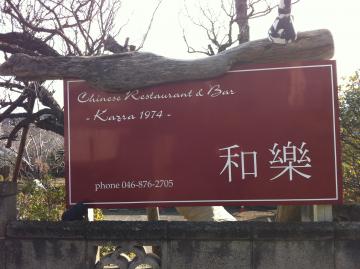 Chinese Restaurant & Bar
- Kazra 1974 -
和樂
phone 046-876-2705